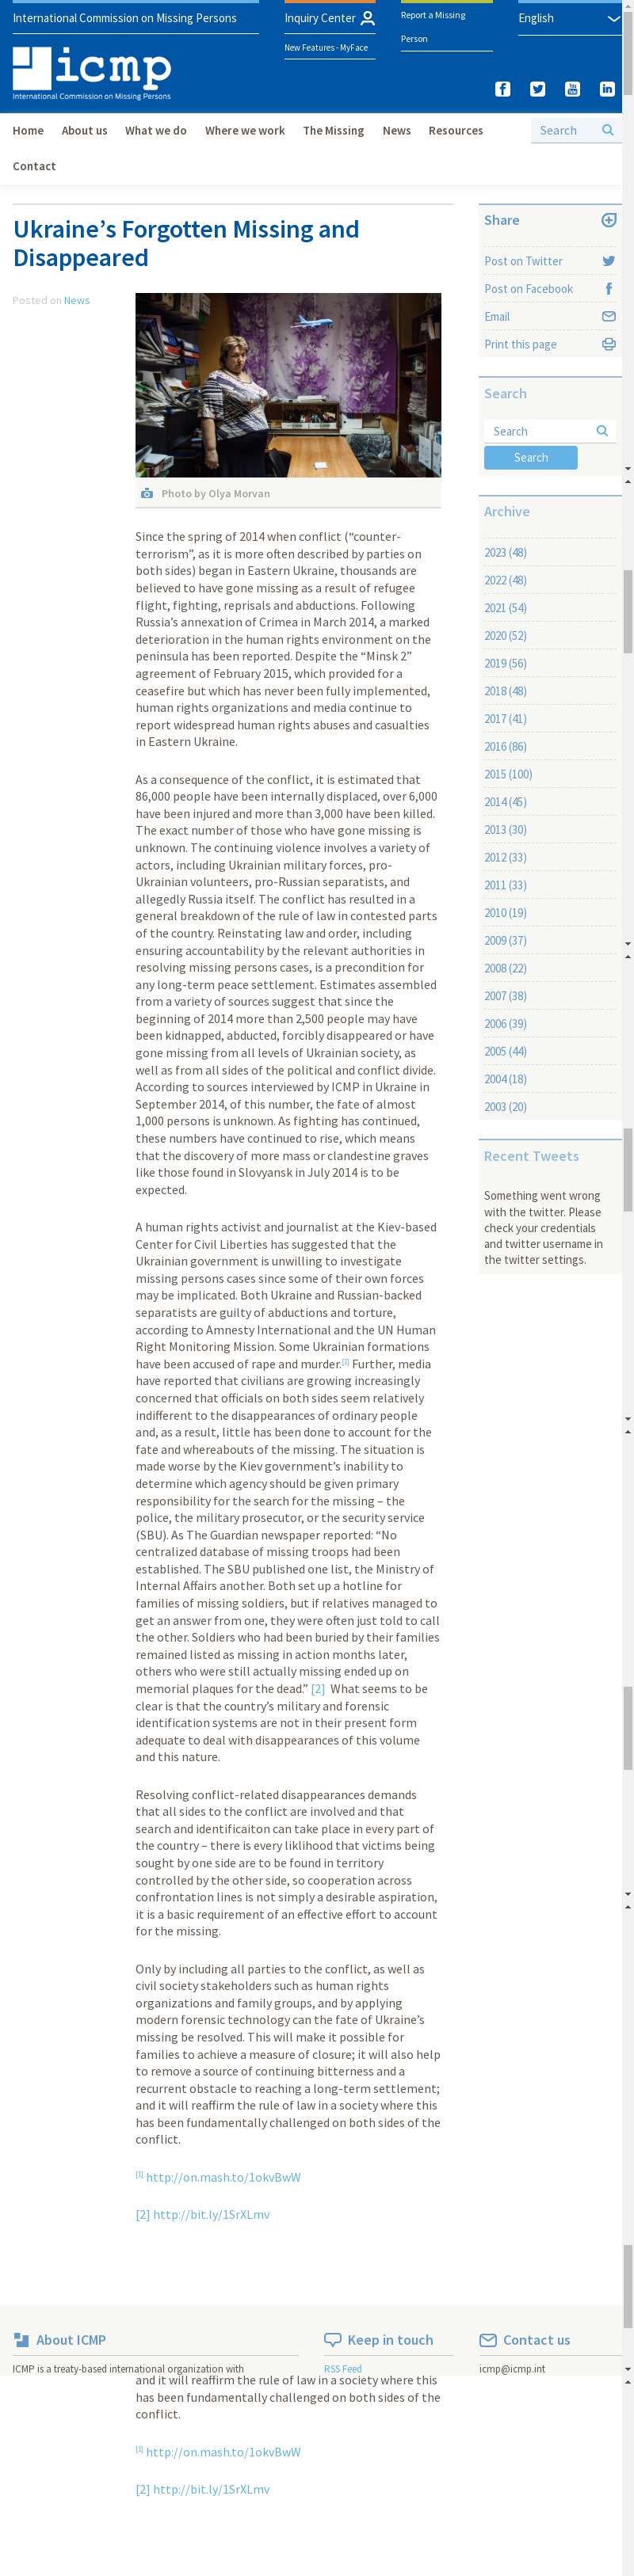 International Commission on Missing Persons
Inquiry Center
New Features - MyFace
Report a Missing
Person
English
icmp
International Commission on Missing Persons
Home About us What we do Where we work The Missing News Resources
Search
Contact
Ukraine’s Forgotten Missing and
Disappeared
Posted on News
Photo by Olya Morvan
Since the spring of 2014 when conflict (“counter-
terrorism”, as it is more often described by parties on
both sides) began in Eastern Ukraine, thousands are
believed to have gone missing as a result of refugee
flight, fighting, reprisals and abductions. Following
Russia’s annexation of Crimea in March 2014, a marked
deterioration in the human rights environment on the
peninsula has been reported. Despite the “Minsk 2”
agreement of February 2015, which provided for a
ceasefire but which has never been fully implemented,
human rights organizations and media continue to
report widespread human rights abuses and casualties
in Eastern Ukraine.
As a consequence of the conflict, it is estimated that
86,000 people have been internally displaced, over 6,000
have been injured and more than 3,000 have been killed.
The exact number of those who have gone missing is
unknown. The continuing violence involves a variety of
actors, including Ukrainian military forces, pro-
Ukrainian volunteers, pro-Russian separatists, and
allegedly Russia itself. The conflict has resulted in a
general breakdown of the rule of law in contested parts
of the country. Reinstating law and order, including
ensuring accountability by the relevant authorities in
resolving missing persons cases, is a precondition for
any long-term peace settlement. Estimates assembled
from a variety of sources suggest that since the
beginning of 2014 more than 2,500 people may have
been kidnapped, abducted, forcibly disappeared or have
gone missing from all levels of Ukrainian society, as
well as from all sides of the political and conflict divide.
According to sources interviewed by ICMP in Ukraine in
September 2014, of this number, the fate of almost
1,000 persons is unknown. As fighting has continued,
these numbers have continued to rise, which means
that the discovery of more mass or clandestine graves
like those found in Slovyansk in July 2014 is to be
expected.
A human rights activist and journalist at the Kiev-based
Center for Civil Liberties has suggested that the
Ukrainian government is unwilling to investigate
missing persons cases since some of their own forces
may be implicated. Both Ukraine and Russian-backed
separatists are guilty of abductions and torture,
according to Amnesty International and the UN Human
Right Monitoring Mission. Some Ukrainian formations
have been accused of rape and murder.[1] Further, media
have reported that civilians are growing increasingly
concerned that officials on both sides seem relatively
indifferent to the disappearances of ordinary people
and, as a result, little has been done to account for the
fate and whereabouts of the missing. The situation is
made worse by the Kiev government’s inability to
determine which agency should be given primary
responsibility for the search for the missing – the
police, the military prosecutor, or the security service
(SBU). As The Guardian newspaper reported: “No
centralized database of missing troops had been
established. The SBU published one list, the Ministry of
Internal Affairs another. Both set up a hotline for
families of missing soldiers, but if relatives managed to
get an answer from one, they were often just told to call
the other. Soldiers who had been buried by their families
remained listed as missing in action months later,
others who were still actually missing ended up on
memorial plaques for the dead.” [2] What seems to be
clear is that the country’s military and forensic
identification systems are not in their present form
adequate to deal with disappearances of this volume
and this nature.
Resolving conflict-related disappearances demands
that all sides to the conflict are involved and that
search and identificaiton can take place in every part of
the country – there is every liklihood that victims being
sought by one side are to be found in territory
controlled by the other side, so cooperation across
confrontation lines is not simply a desirable aspiration,
it is a basic requirement of an effective effort to account
for the missing.
Only by including all parties to the conflict, as well as
civil society stakeholders such as human rights
organizations and family groups, and by applying
modern forensic technology can the fate of Ukraine’s
missing be resolved. This will make it possible for
families to achieve a measure of closure; it will also help
to remove a source of continuing bitterness and a
recurrent obstacle to reaching a long-term settlement;
and it will reaffirm the rule of law in a society where this
has been fundamentally challenged on both sides of the
conflict.
[1] http://on.mash.to/1okvBwW
[2] http://bit.ly/1SrXLmv
Share
Post on Twitter
Post on Facebook
Email
Print this page
Search
Search
Search
Archive
2023 (48)
2022 (48)
2021 (54)
2020 (52)
2019 (56)
2018 (48)
2017 (41)
2016 (86)
2015 (100)
2014 (45)
2013 (30)
2012 (33)
2011 (33)
2010 (19)
2009 (37)
2008 (22)
2007 (38)
2006 (39)
2005 (44)
2004 (18)
2003 (20)
Recent Tweets
Something went wrong
with the twitter. Please
check your credentials
and twitter username in
the twitter settings.
About ICMP
ICMP is a treaty-based international organization with
Keep in touch
RSS Feed
Contact us
icmp@icmp.int
and it will reaffirm the rule of law in a society where this
has been fundamentally challenged on both sides of the
conflict.
[1] http://on.mash.to/1okvBwW
[2] http://bit.ly/1SrXLmv